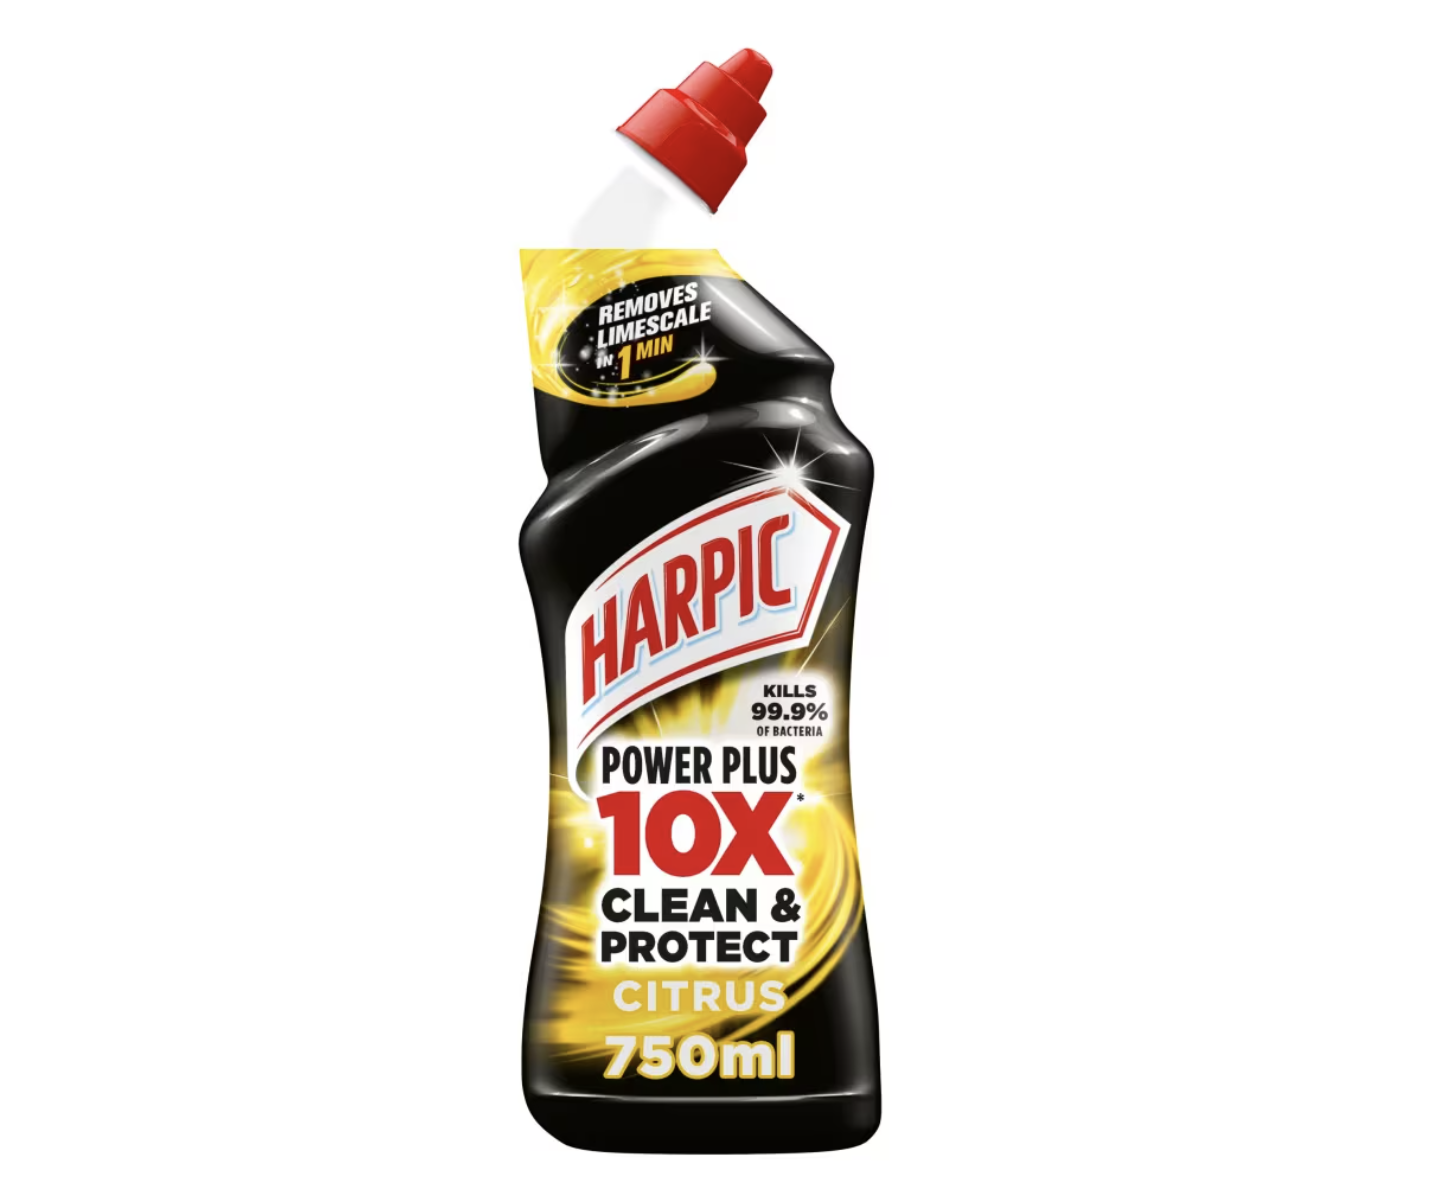 REMOVES
LIMESCALE
IN 1 MIN
HARPIC
KILLS
99.9%
OF BACTERIA
POWER PLUS
10X*
CLEAN &
PROTECT
CITRUS
750ml